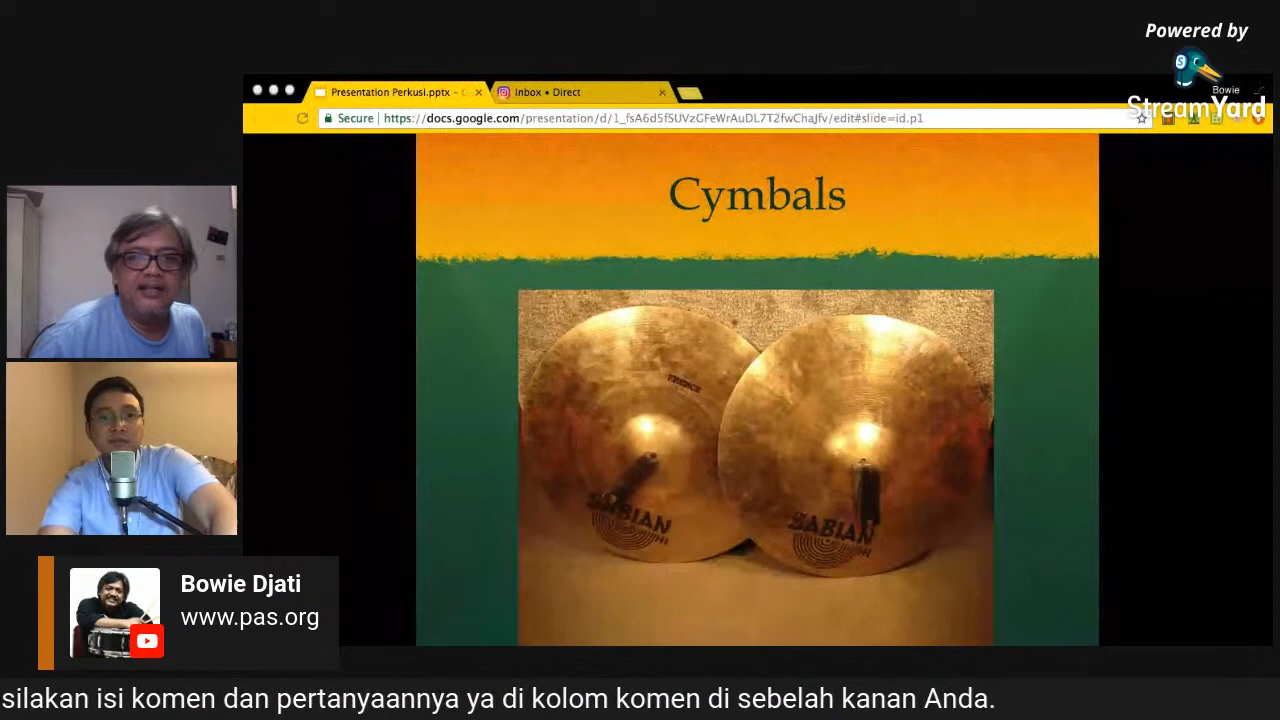 Powered by
Bowie
StreamYard
Presentation Perkusi.pptx –
Inbox • Direct
Secure
https://docs.google.com/presentation/d/1_fsA6d5fSUVzGFeWrAuDL7T2fwChaJfv/edit#slide=id.p1
Cymbals
SABIAN
SABIAN
Bowie Djati
www.pas.org
silakan isi komen dan pertanyaannya ya di kolom komen di sebelah kanan Anda.